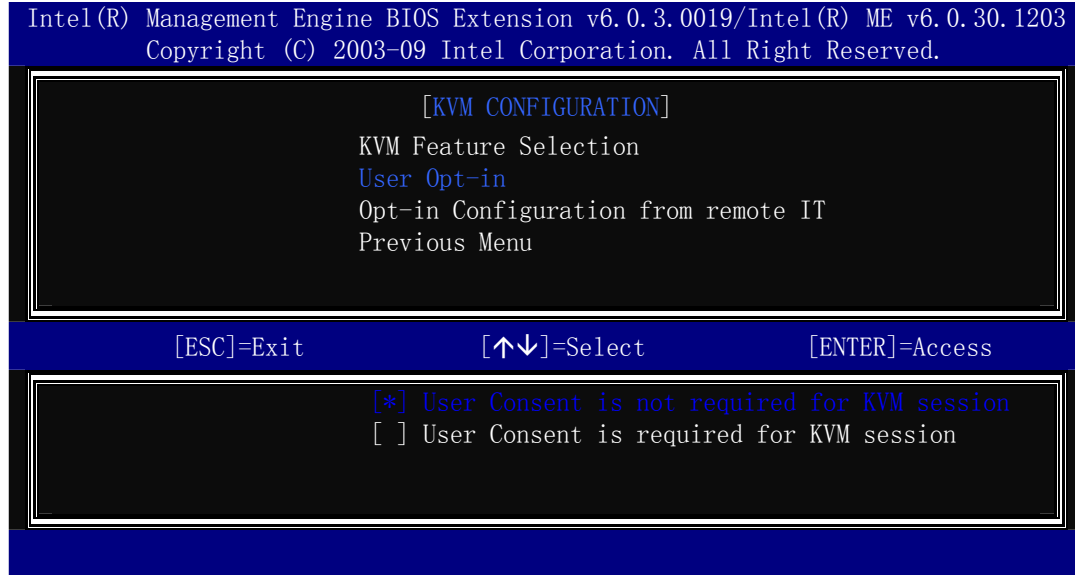 Intel(R) Management Engine BIOS Extension v6.0.3.0019/Intel(R) ME v6.0.30.1203
Copyright (C) 2003-09 Intel Corporation. All Right Reserved.
[KVM CONFIGURATION]
KVM Feature Selection
User Opt-in
Opt-in Configuration from remote IT
Previous Menu
[ESC]=Exit [↑↓]=Select [ENTER]=Access
[*] User Consent is not required for KVM session
[ ] User Consent is required for KVM session